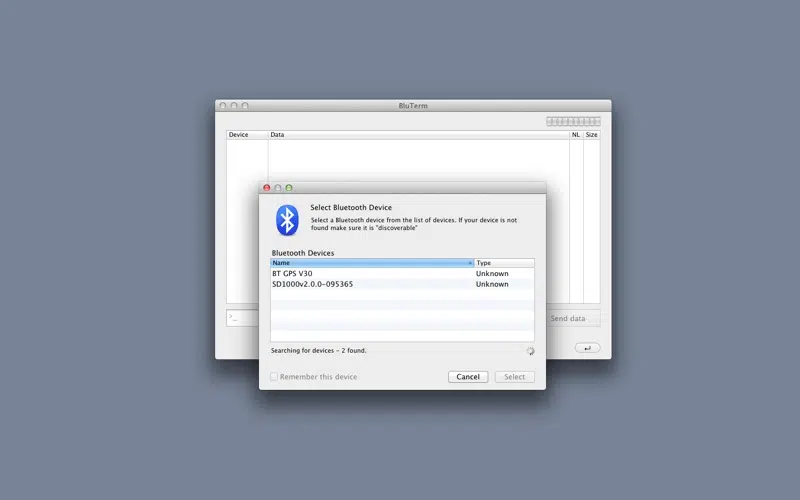 BluTerm
Device Data NL Size
Select Bluetooth Device
Select a Bluetooth device from the list of devices. If your device is not
found make sure it is "discoverable"
Bluetooth Devices
Name Type
BT GPS V30 Unknown
SD1000v2.0.0-095365 Unknown
>_ Send data
Searching for devices - 2 found.
Remember this device Cancel Select